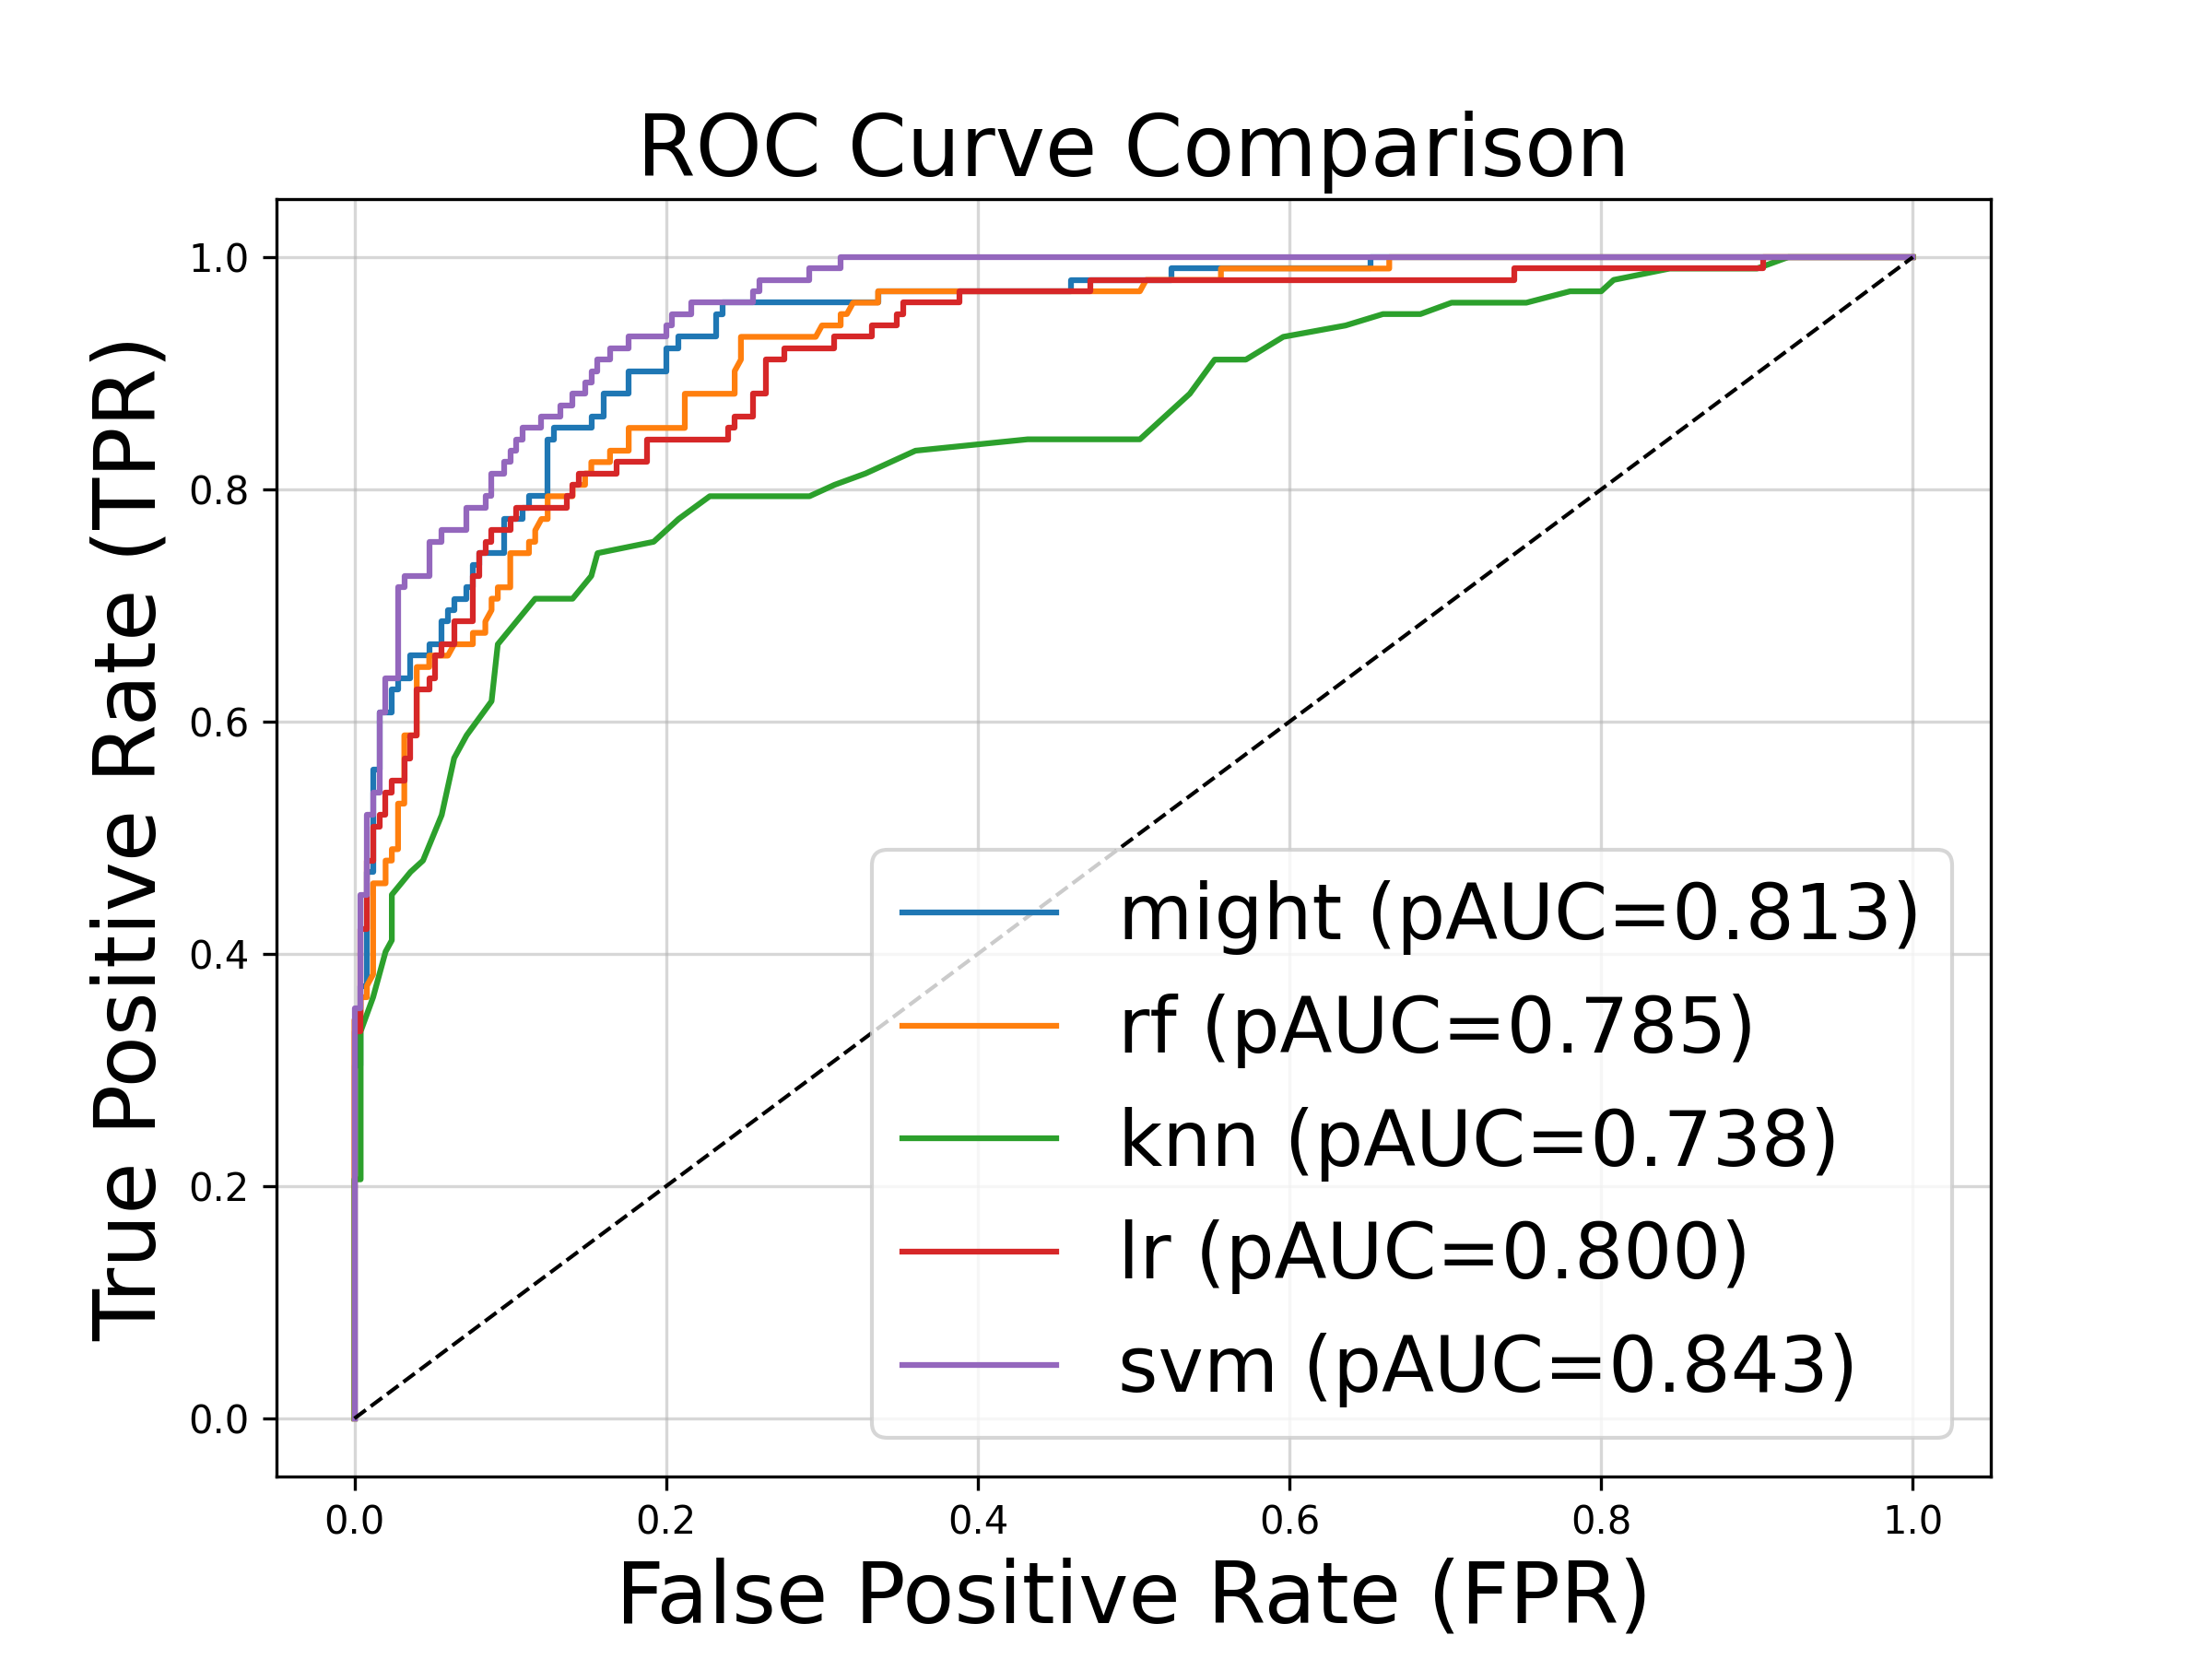 ROC Curve Comparison
True Positive Rate (TPR)
1.0
0.8
0.6
0.4
0.2
0.0
might (pAUC=0.813)
rf (pAUC=0.785)
knn (pAUC=0.738)
lr (pAUC=0.800)
svm (pAUC=0.843)
0.0 0.2 0.4 0.6 0.8 1.0
False Positive Rate (FPR)